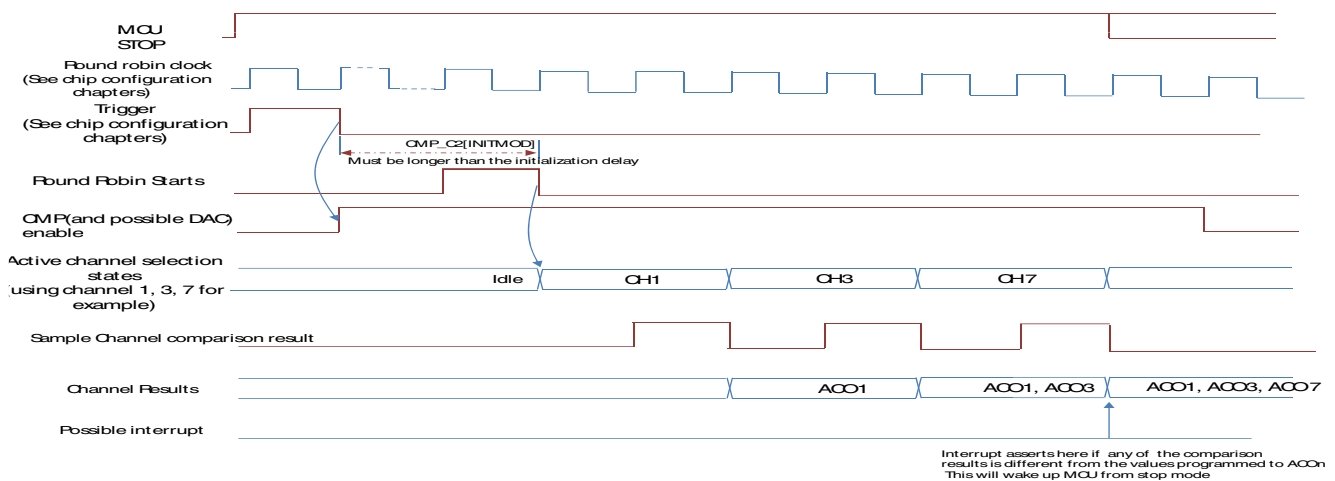 MCU
STOP
Round robin clock
(See chip configuration
chapters)
Trigger
(See chip configuration
chapters)
CMP_C2[INITMOD]
Must be longer than the initialization delay
Round Robin Starts
CMP(and possible DAC)
enable
Active channel selection
states
(using channel 1, 3, 7 for
example)
Idle
CH1
CH3
CH7
Sample Channel comparison result
Channel Results
ACO1
ACO1, ACO3
ACO1, ACO3, ACO7
Possible interrupt
Interrupt asserts here if any of the comparison
results is different from the values programmed to ACOn
This will wake up MCU from stop mode